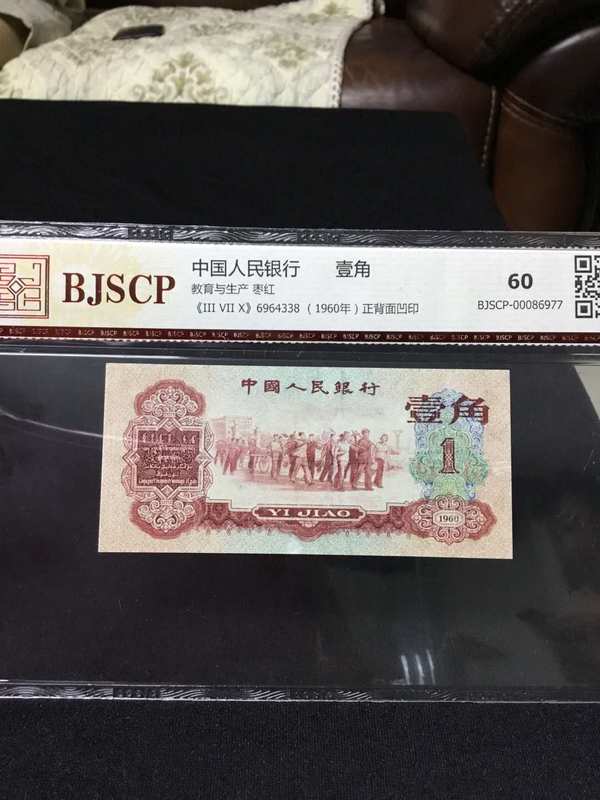 BJSCP
中国人民银行 壹角
教育与生产 枣红
《III VII X》6964338 (1960年) 正背面凹印
60
BJSCP-00086977
中國人民銀行
壹角
1
YI JIAO
1960